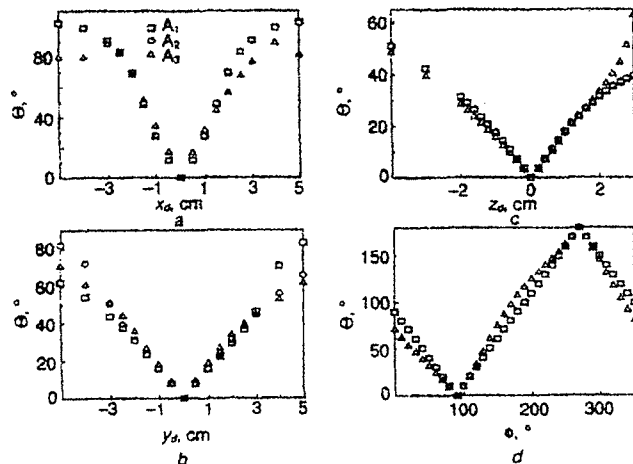 a
□ A₁
○ A₂
△ A₃
Θ, °
80
40
0
−3 −1 1 3 5
x_d, cm
a
c
Θ, °
60
40
20
0
−2 0 2
z_d, cm
c
b
Θ, °
80
60
40
20
0
−3 −1 1 3 5
y_d, cm
b
d
Θ, °
150
100
50
0
100 200 300
Φ, °
d